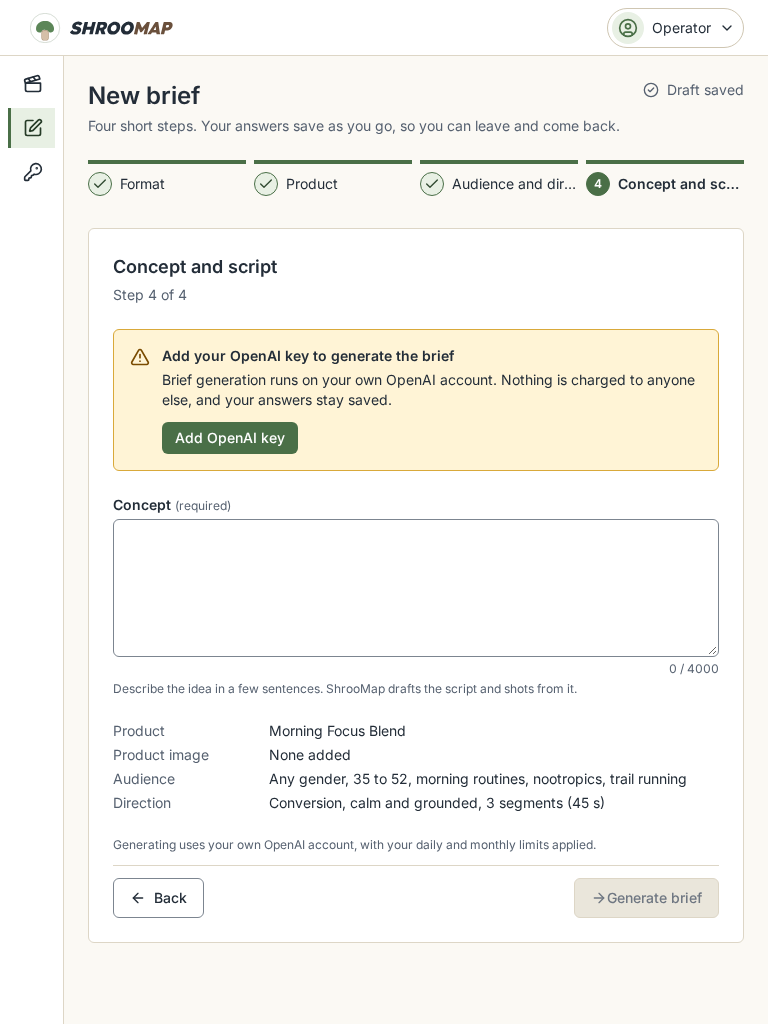 SHROOMAP
Operator
New brief
Draft saved
Four short steps. Your answers save as you go, so you can leave and come back.
Format
Product
Audience and dir...
4
Concept and sc...
Concept and script
Step 4 of 4
Add your OpenAI key to generate the brief
Brief generation runs on your own OpenAI account. Nothing is charged to anyone
else, and your answers stay saved.
Add OpenAI key
Concept (required)
0 / 4000
Describe the idea in a few sentences. ShrooMap drafts the script and shots from it.
Product Morning Focus Blend
Product image None added
Audience Any gender, 35 to 52, morning routines, nootropics, trail running
Direction Conversion, calm and grounded, 3 segments (45 s)
Generating uses your own OpenAI account, with your daily and monthly limits applied.
Back
Generate brief